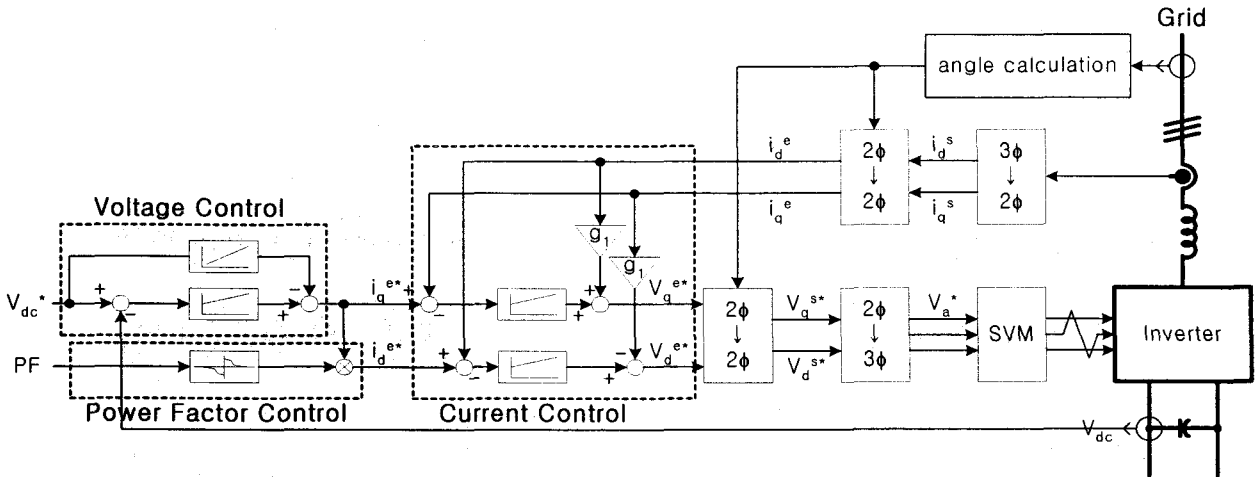 Grid
angle calculation
i_d^e
2ϕ
↓
2ϕ
i_d^s
3ϕ
↓
2ϕ
i_q^e
i_q^s
Voltage Control
g_1
g_1
V_dc^*
+
−
−
+
i_q^e*
+
−
+
+
V_q^e*
2ϕ
↓
2ϕ
V_q^s*
2ϕ
↓
3ϕ
V_a^*
SVM
Inverter
PF
i_d^e*
+
−
−
+
V_d^e*
V_d^s*
Power Factor Control
Current Control
V_dc